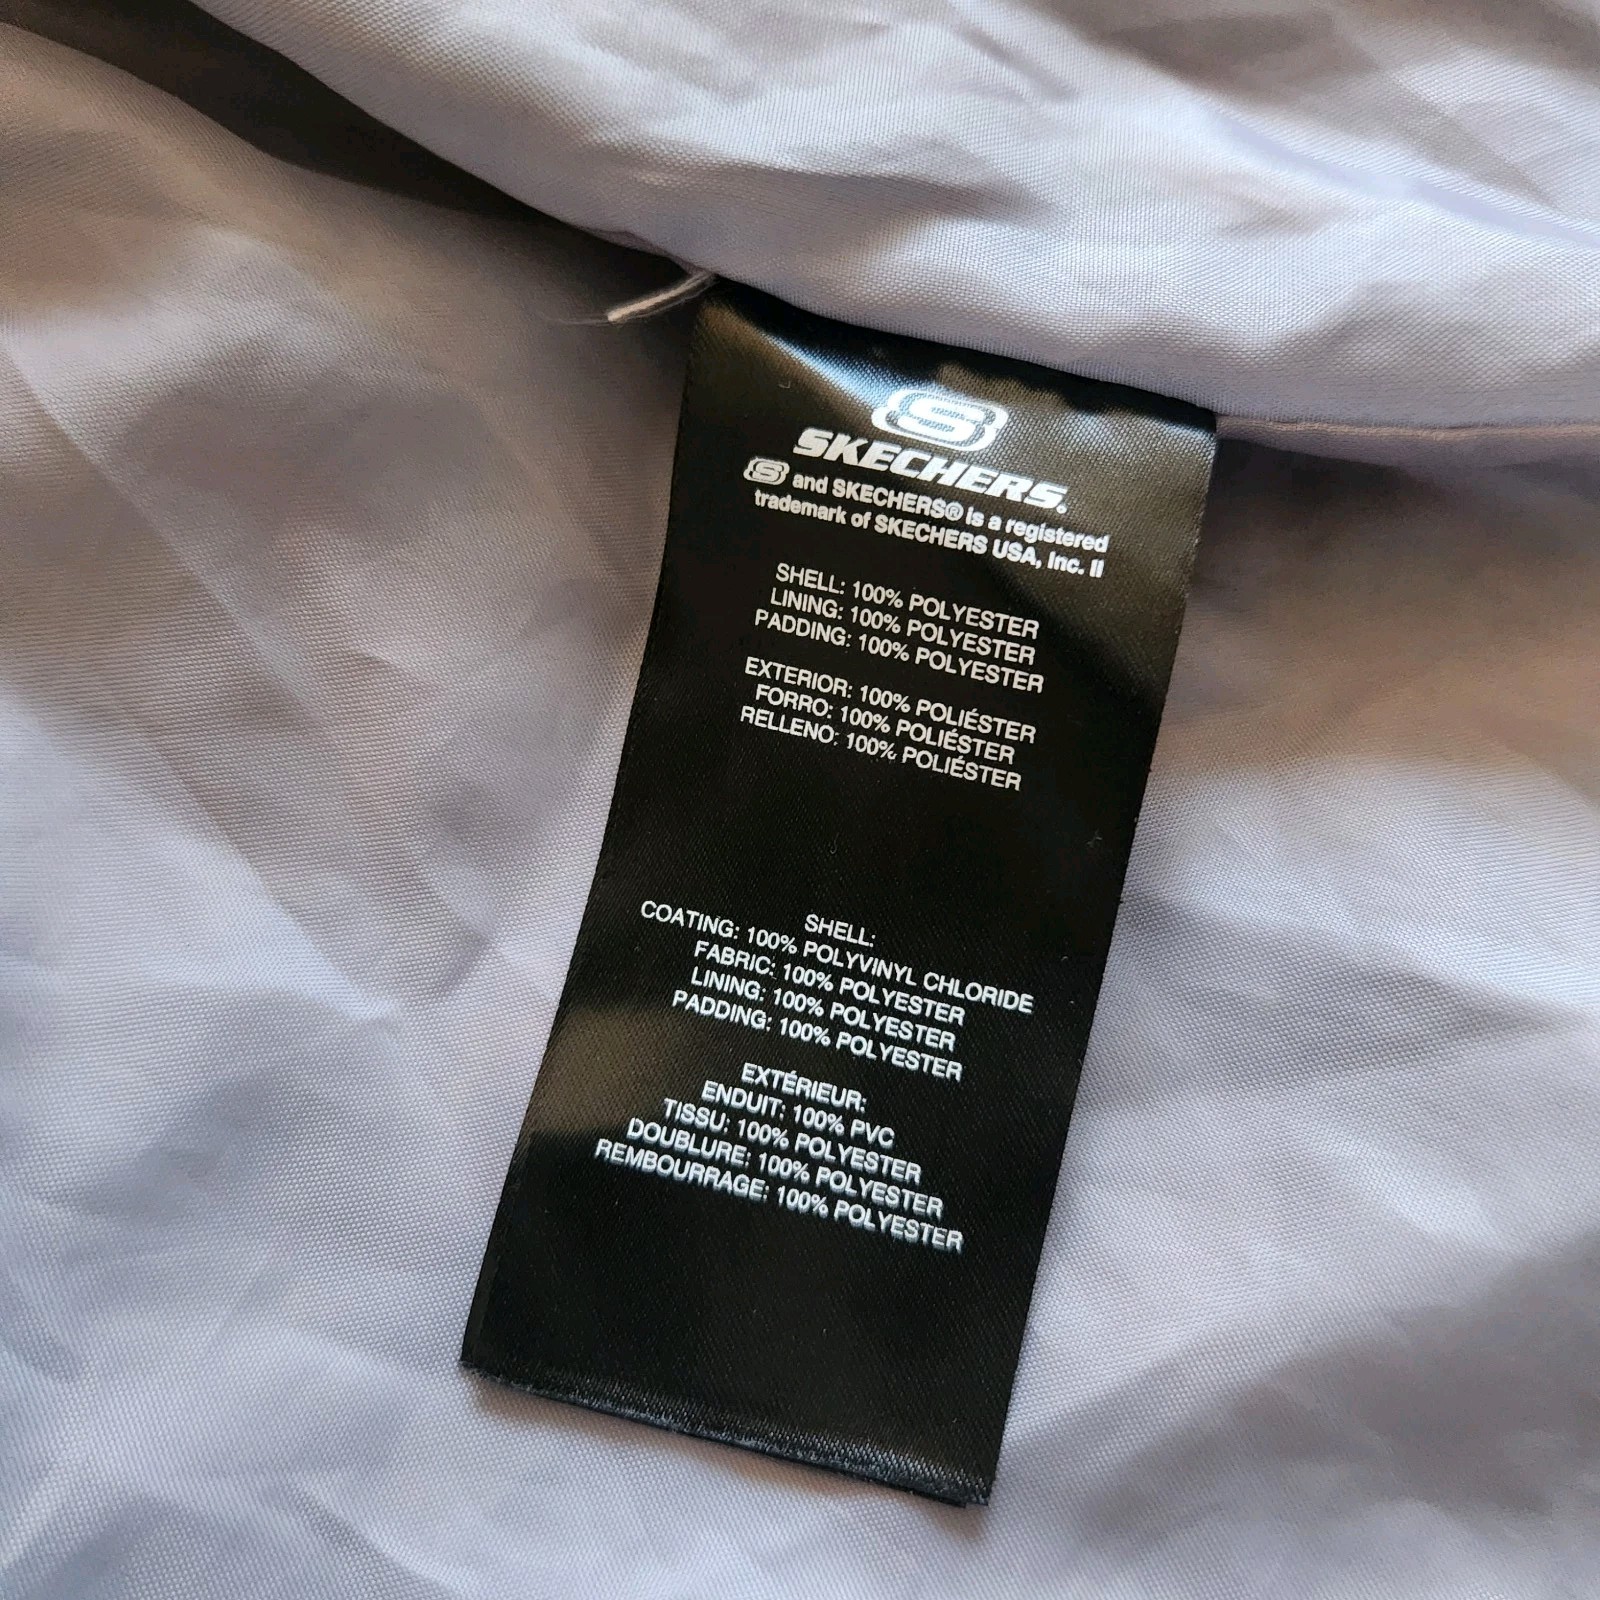 S
SKECHERS.
S and SKECHERS® is a registered
trademark of SKECHERS USA, Inc. II
SHELL: 100% POLYESTER
LINING: 100% POLYESTER
PADDING: 100% POLYESTER
EXTERIOR: 100% POLIÉSTER
FORRO: 100% POLIÉSTER
RELLENO: 100% POLIÉSTER
SHELL:
COATING: 100% POLYVINYL CHLORIDE
FABRIC: 100% POLYESTER
LINING: 100% POLYESTER
PADDING: 100% POLYESTER
EXTÉRIEUR:
ENDUIT: 100% PVC
TISSU: 100% POLYESTER
DOUBLURE: 100% POLYESTER
REMBOURRAGE: 100% POLYESTER